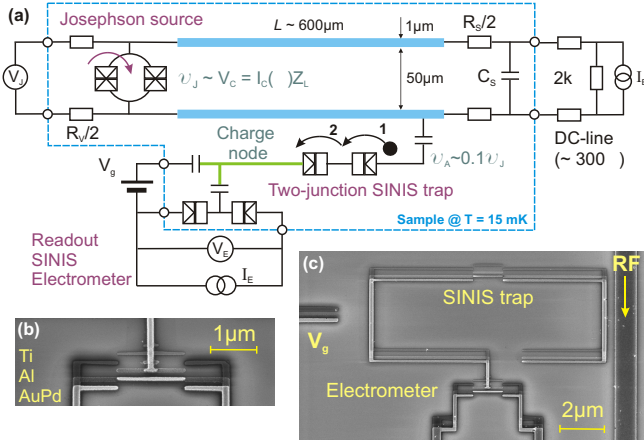 (a)
Josephson source
L ~ 600µm
1µm
R_S/2
V_J
υ_J ~ V_C = I_C( )Z_L
50µm
C_S
2k
I_B
R_V/2
Charge
node
2
1
υ_A~0.1υ_J
DC-line
(~ 300 )
V_g
Two-junction SINIS trap
Sample @ T = 15 mK
Readout
SINIS
Electrometer
V_E
I_E
(b)
1µm
Ti
Al
AuPd
(c)
RF
SINIS trap
V_g
Electrometer
2µm